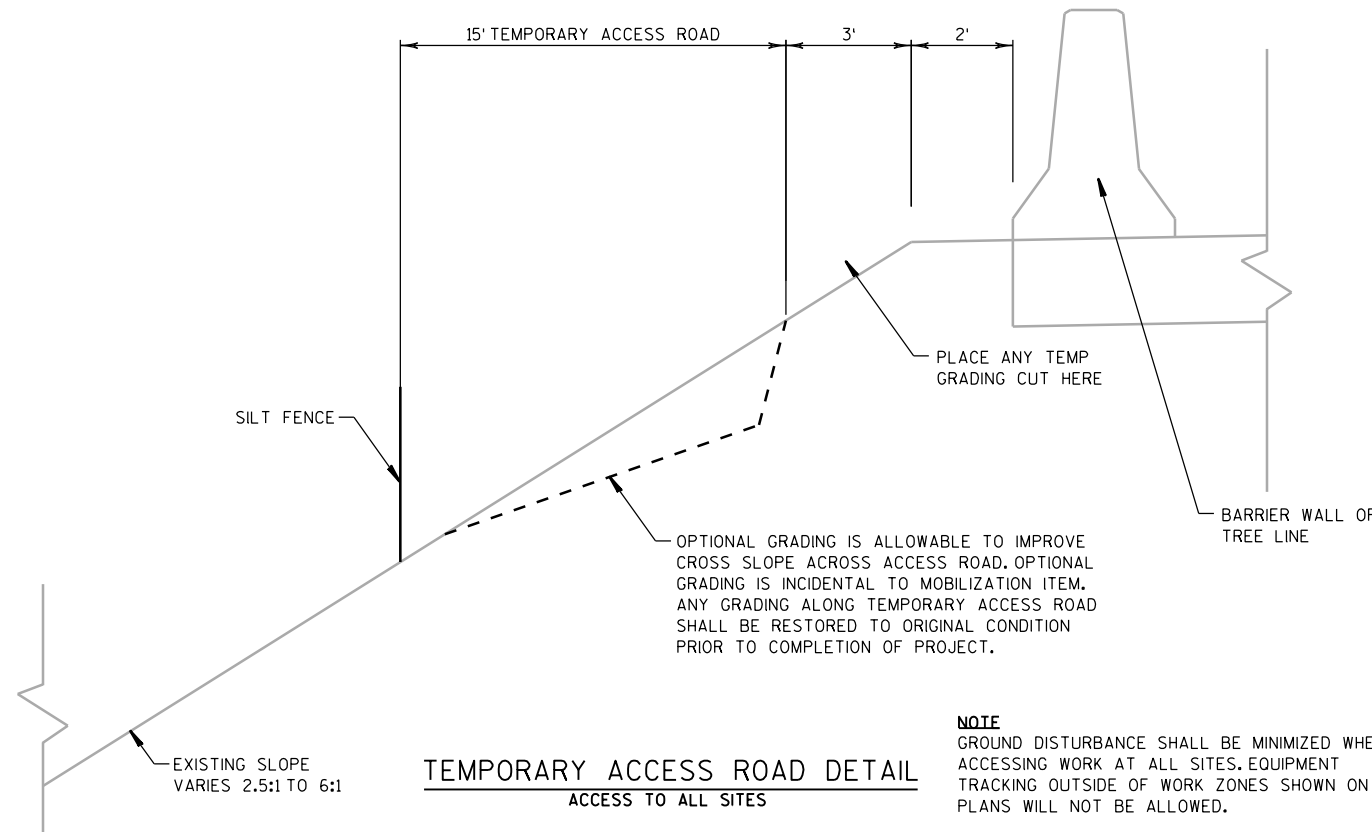 15' TEMPORARY ACCESS ROAD
3'
2'
SILT FENCE
PLACE ANY TEMP
GRADING CUT HERE
BARRIER WALL
TREE LINE
OPTIONAL GRADING IS ALLOWABLE TO IMPROVE
CROSS SLOPE ACROSS ACCESS ROAD. OPTIONAL
GRADING IS INCIDENTAL TO MOBILIZATION ITEM.
ANY GRADING ALONG TEMPORARY ACCESS ROAD
SHALL BE RESTORED TO ORIGINAL CONDITION
PRIOR TO COMPLETION OF PROJECT.
EXISTING SLOPE
VARIES 2.5:1 TO 6:1
TEMPORARY ACCESS ROAD DETAIL
ACCESS TO ALL SITES
NOTE
GROUND DISTURBANCE SHALL BE MINIMIZED
ACCESSING WORK AT ALL SITES. EQUIPMENT
TRACKING OUTSIDE OF WORK ZONES SHOWN ON
PLANS WILL NOT BE ALLOWED.